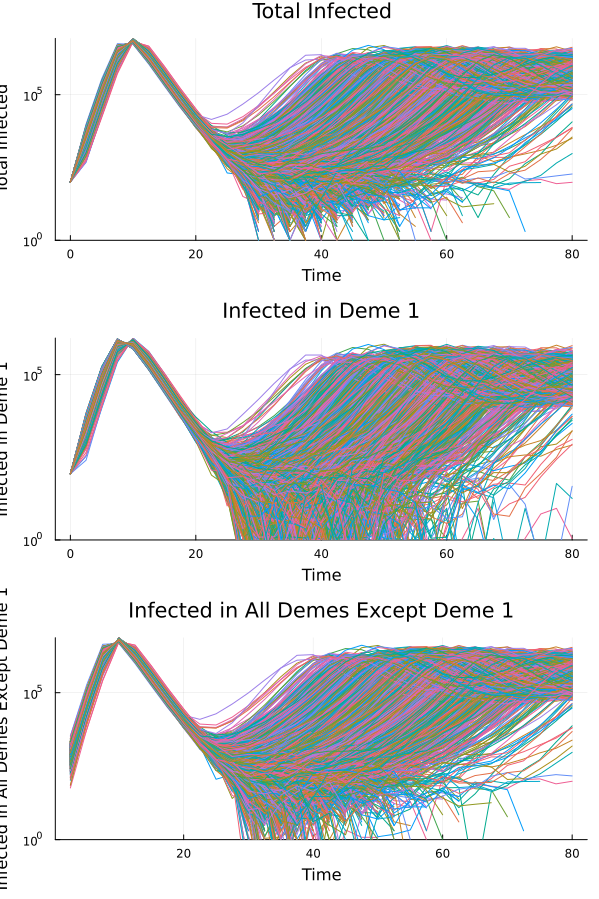 Total Infected
Total Infected
10^5
10^0
0 20 40 60 80
Time
Infected in Deme 1
Infected in Deme 1
10^5
10^0
0 20 40 60 80
Time
Infected in All Demes Except Deme 1
Infected in All Demes Except Deme 1
10^5
10^0
20 40 60 80
Time